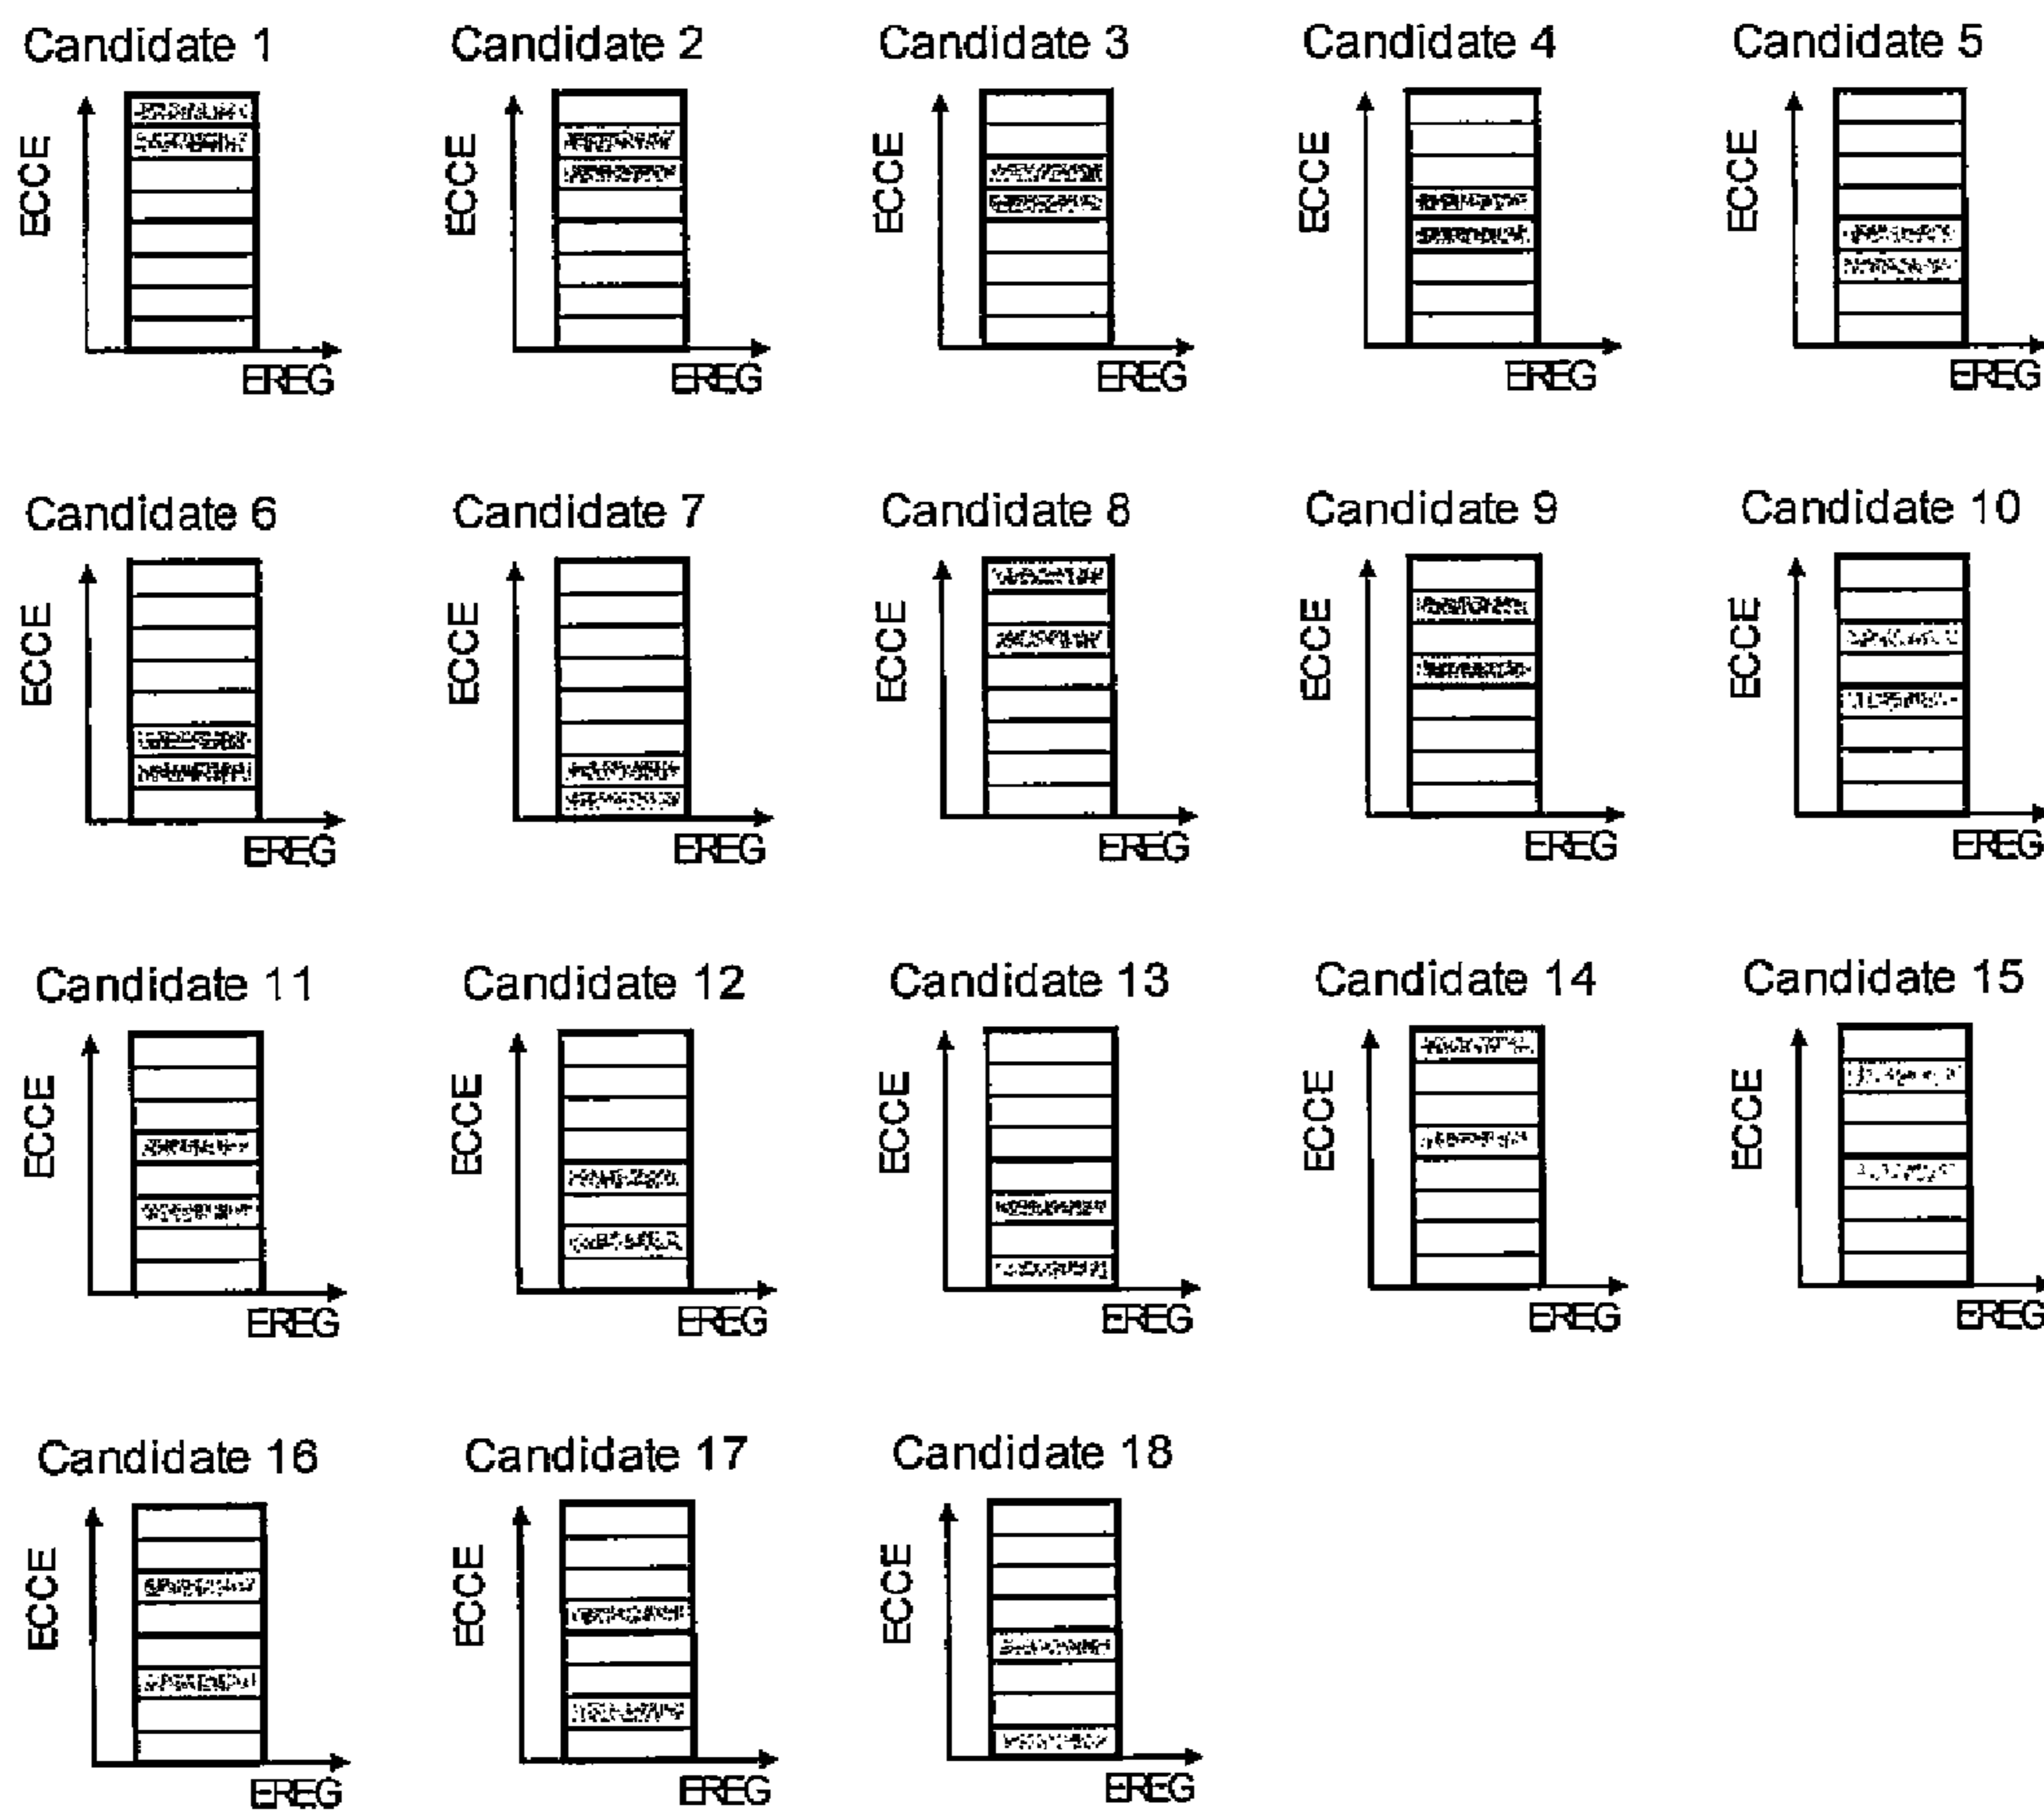 Candidate 1 Candidate 2 Candidate 3 Candidate 4 Candidate 5
ECCE ECCE ECCE ECCE ECCE
EREG EREG EREG EREG EREG
Candidate 6 Candidate 7 Candidate 8 Candidate 9 Candidate 10
ECCE ECCE ECCE ECCE ECCE
EREG EREG EREG EREG EREG
Candidate 11 Candidate 12 Candidate 13 Candidate 14 Candidate 15
ECCE ECCE ECCE ECCE ECCE
EREG EREG EREG EREG EREG
Candidate 16 Candidate 17 Candidate 18
ECCE ECCE ECCE
EREG EREG EREG